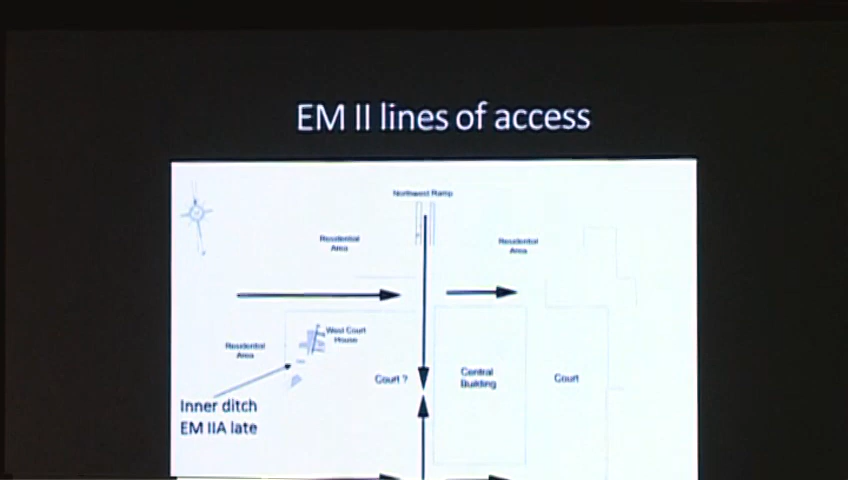 EM II lines of access
Northwest Ramp
Residential
Area
Residential
Area
West Court
House
Residential
Area
Court ?
Central
Building
Court
Inner ditch
EM IIA late